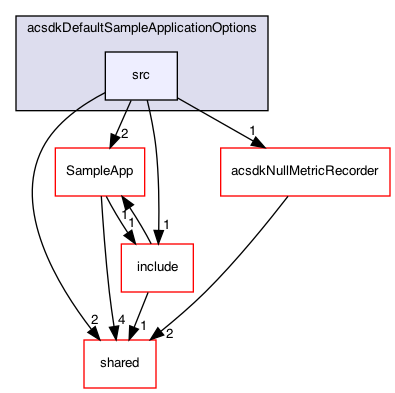 acsdkDefaultSampleApplicationOptions
src
2
1
SampleApp
acsdkNullMetricRecorder
1
1
1
include
2
4
1
2
shared